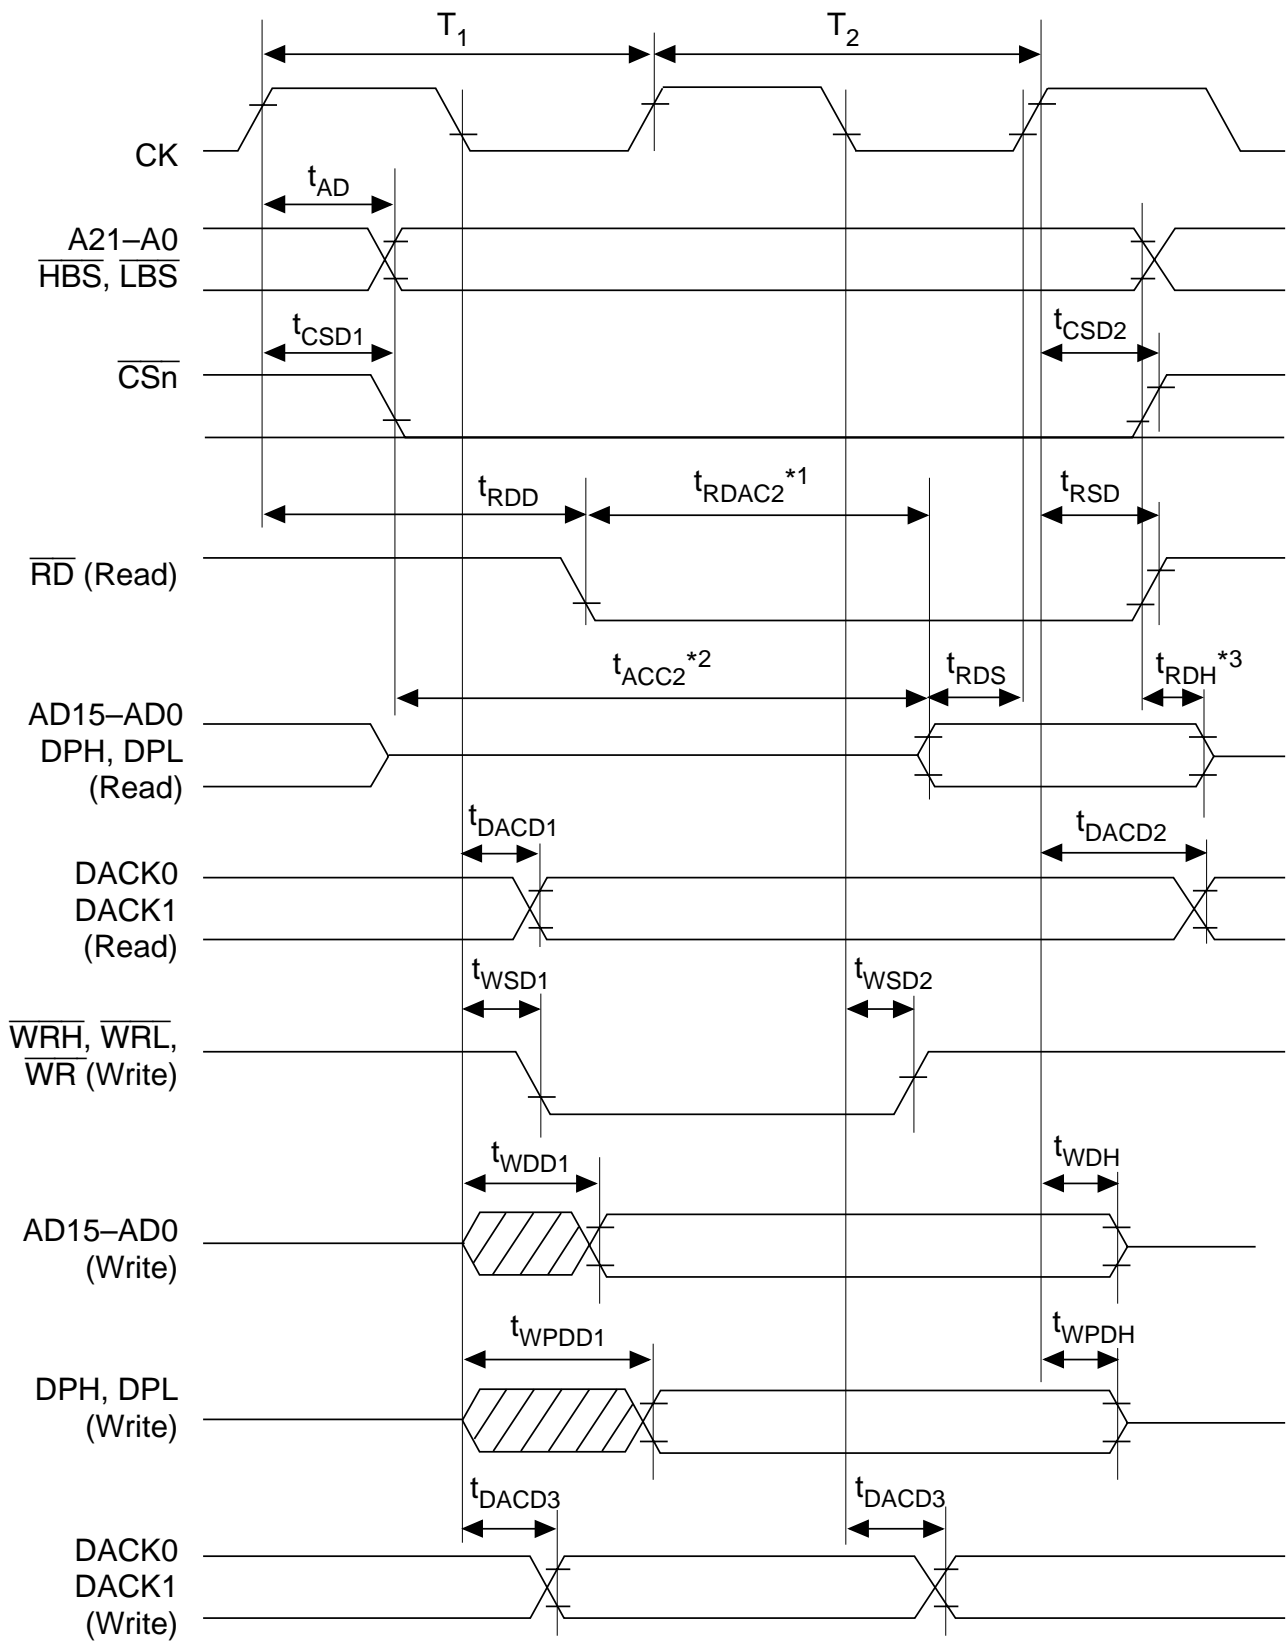 T1 T2
CK
tAD
A21–A0
HBS, LBS
tCSD1 tCSD2
CSn
tRDD tRDAC2*1 tRSD
RD (Read)
tACC2*2 tRDS tRDH*3
AD15–AD0
DPH, DPL
(Read)
tDACD1 tDACD2
DACK0
DACK1
(Read)
tWSD1 tWSD2
WRH, WRL,
WR (Write)
tWDD1 tWDH
AD15–AD0
(Write)
tWPDD1 tWPDH
DPH, DPL
(Write)
tDACD3 tDACD3
DACK0
DACK1
(Write)